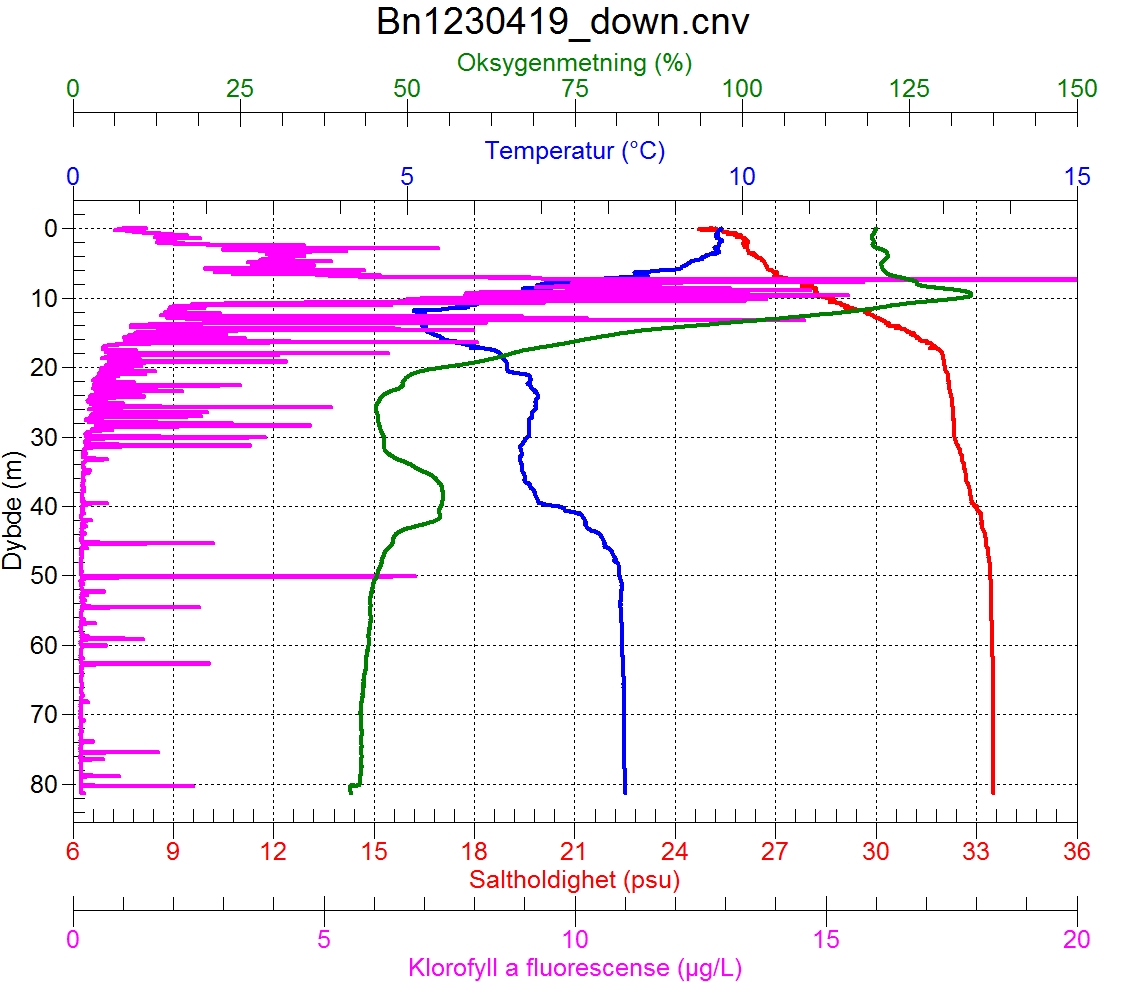 Bn1230419_down.cnv
Oksygenmetning (%)
0 25 50 75 100 125 150
Temperatur (°C)
0 5 10 15
0
10
20
30
40
50
60
70
80
Dybde (m)
6 9 12 15 18 21 24 27 30 33 36
Saltholdighet (psu)
0 5 10 15 20
Klorofyll a fluorescense (µg/L)